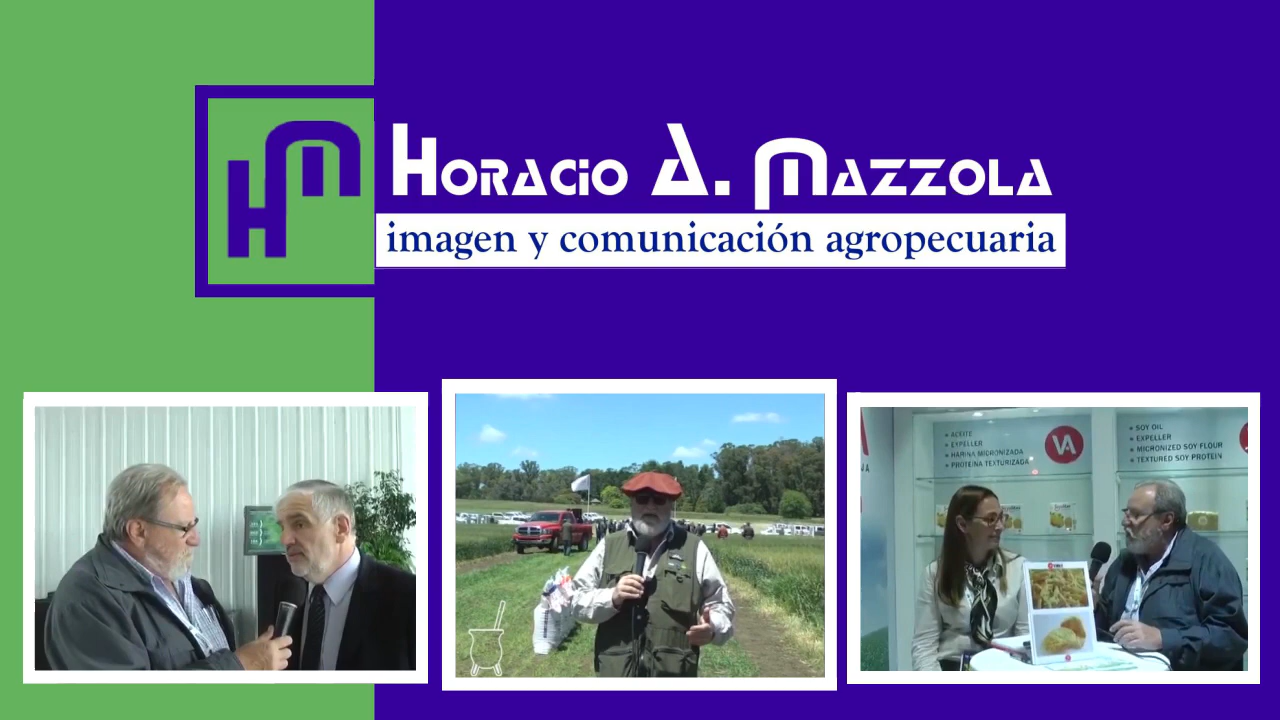 HM
HORACIO A. MAZZOLA
imagen y comunicación agropecuaria
• ACEITE
• EXPELLER
• HARINA MICRONIZADA
• PROTEINA TEXTURIZADA
VA
• SOY OIL
• EXPELLER
• MICRONIZED SOY FLOUR
• TEXTURED SOY PROTEIN